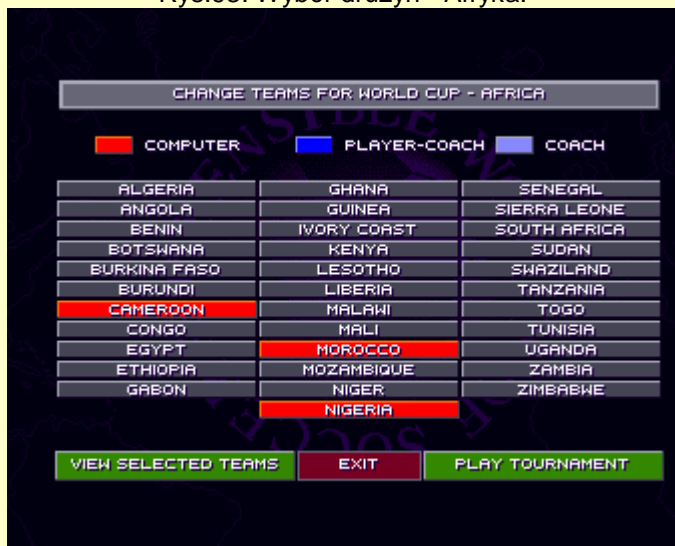 Wybór drużyn - Afryka.
CHANGE TEAMS FOR WORLD CUP - AFRICA
COMPUTER PLAYER-COACH COACH
ALGERIA GHANA SENEGAL
ANGOLA GUINEA SIERRA LEONE
BENIN IVORY COAST SOUTH AFRICA
BOTSWANA KENYA SUDAN
BURKINA FASO LESOTHO SWAZILAND
BURUNDI LIBERIA TANZANIA
CAMEROON MALAWI TOGO
CONGO MALI TUNISIA
EGYPT MOROCCO UGANDA
ETHIOPIA MOZAMBIQUE ZAMBIA
GABON NIGER ZIMBABWE
NIGERIA
VIEW SELECTED TEAMS EXIT PLAY TOURNAMENT